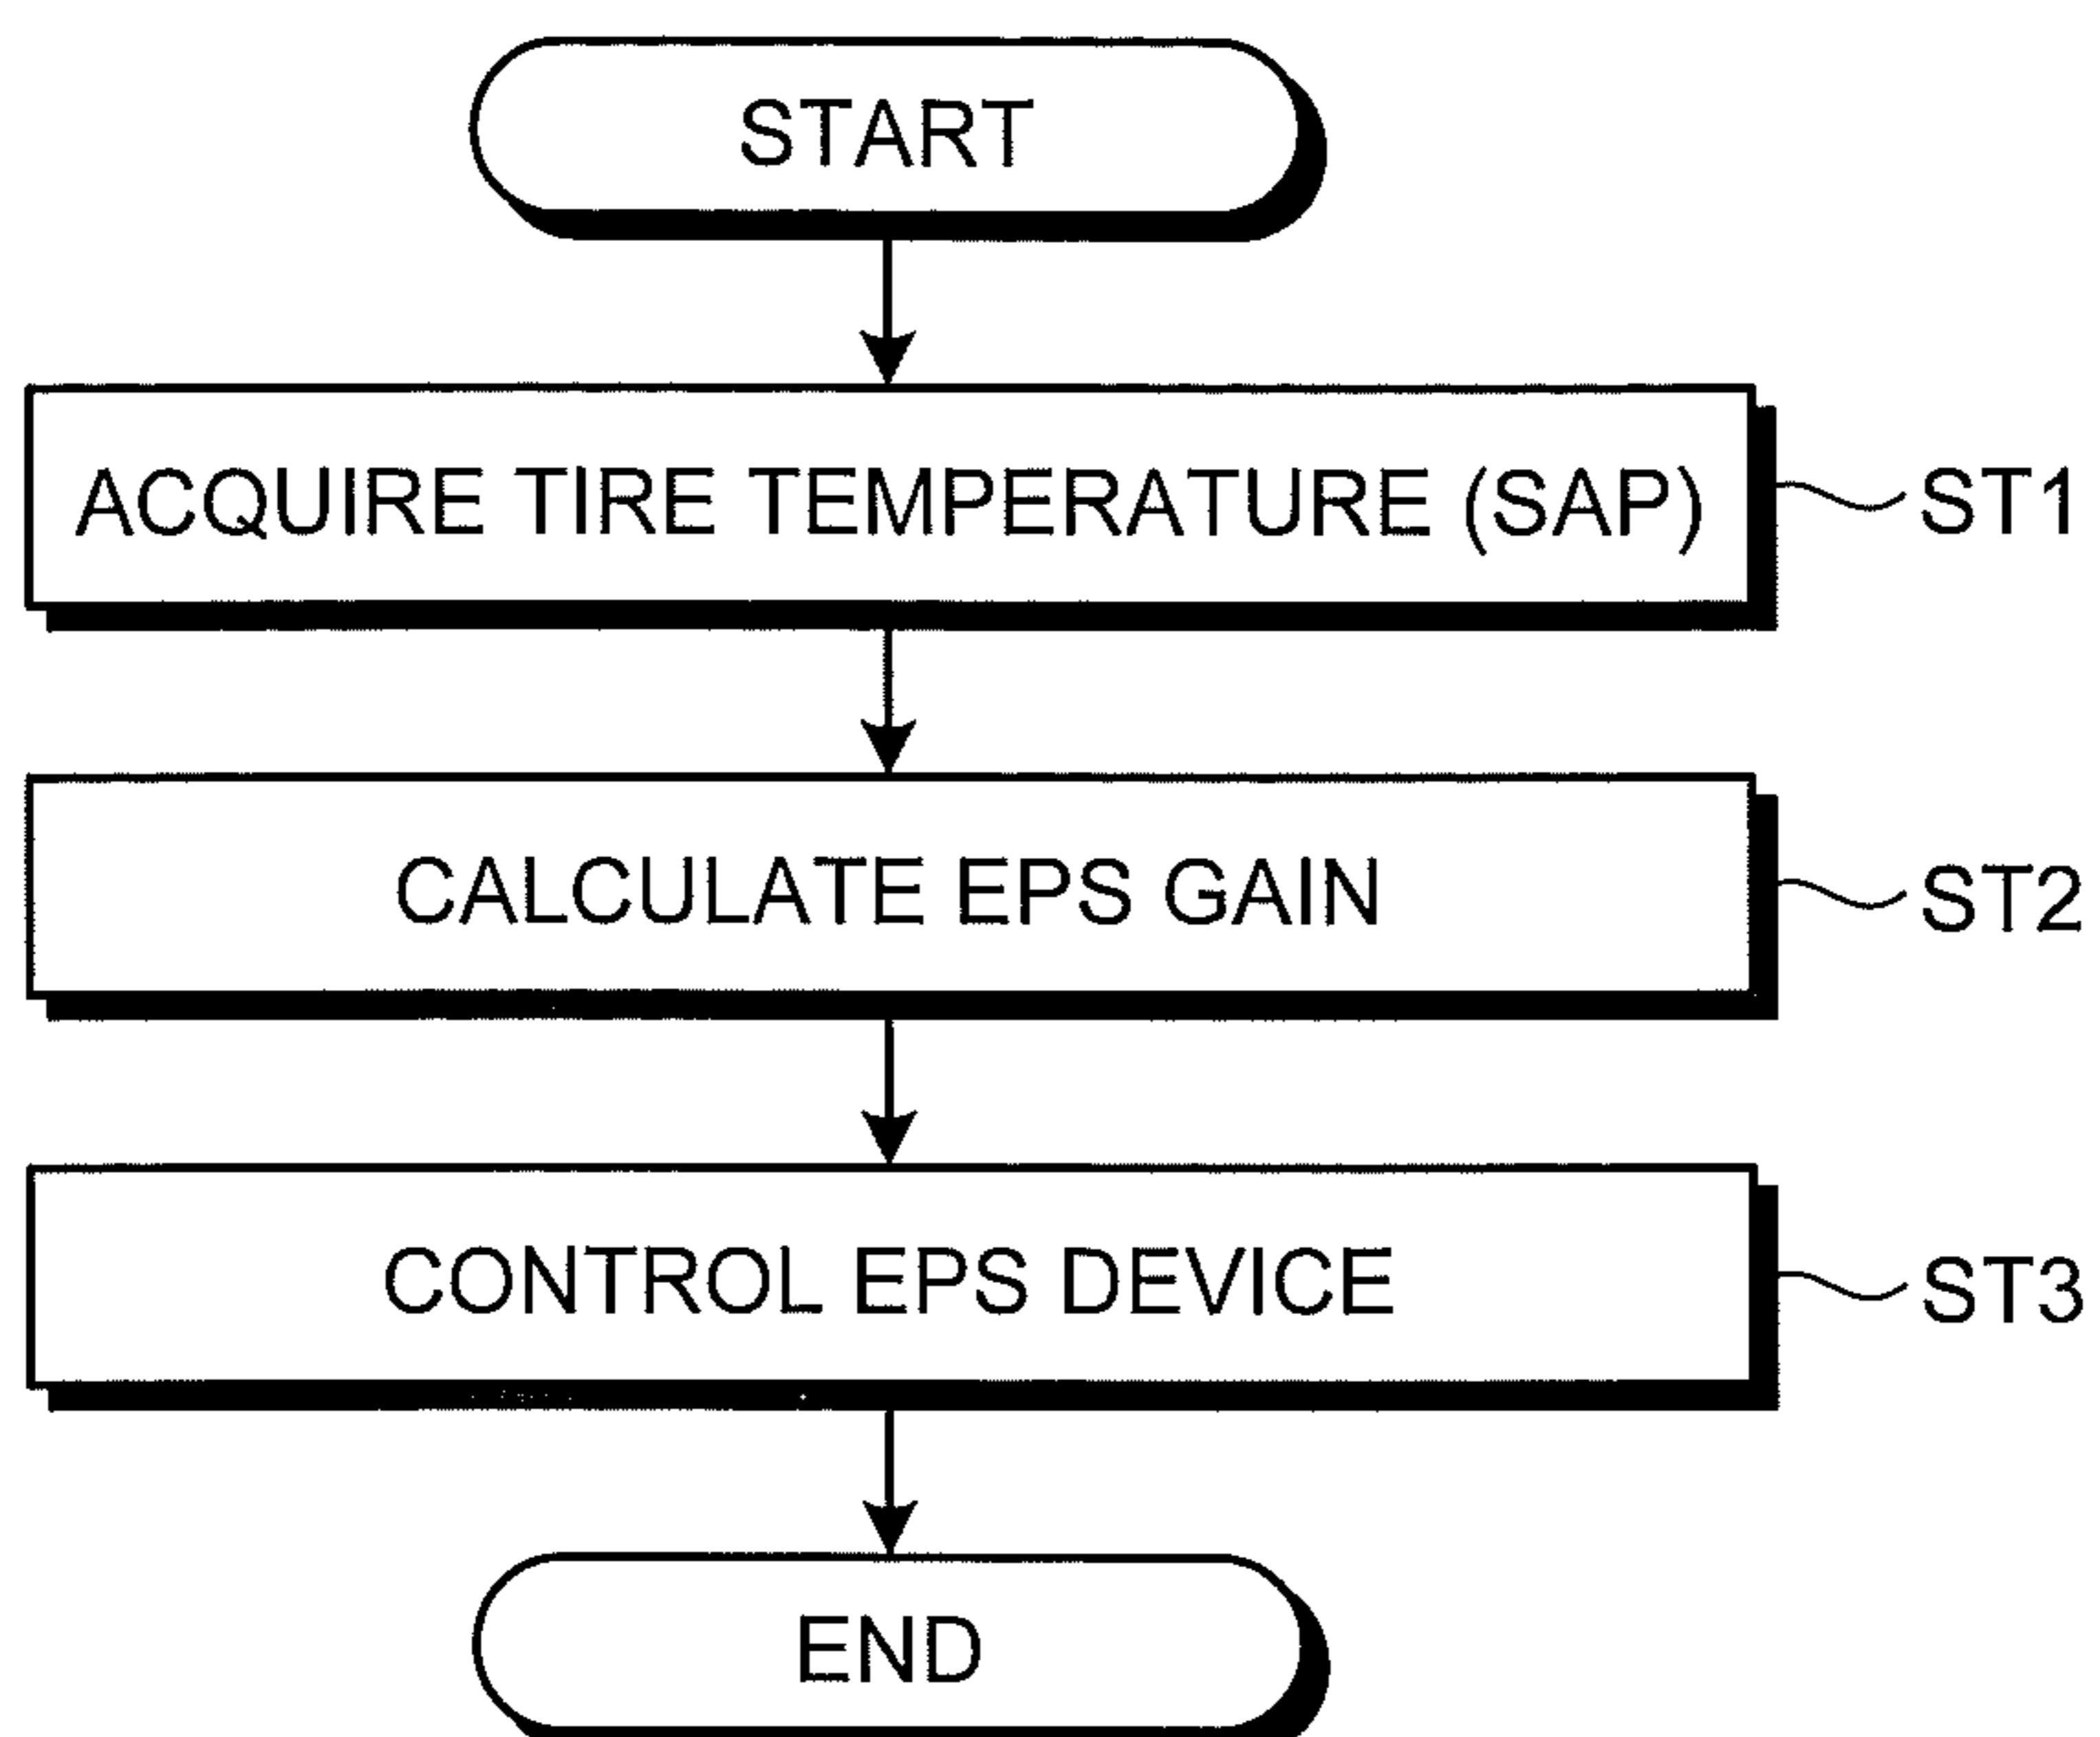 START
ACQUIRE TIRE TEMPERATURE (SAP) ST1
CALCULATE EPS GAIN ST2
CONTROL EPS DEVICE ST3
END